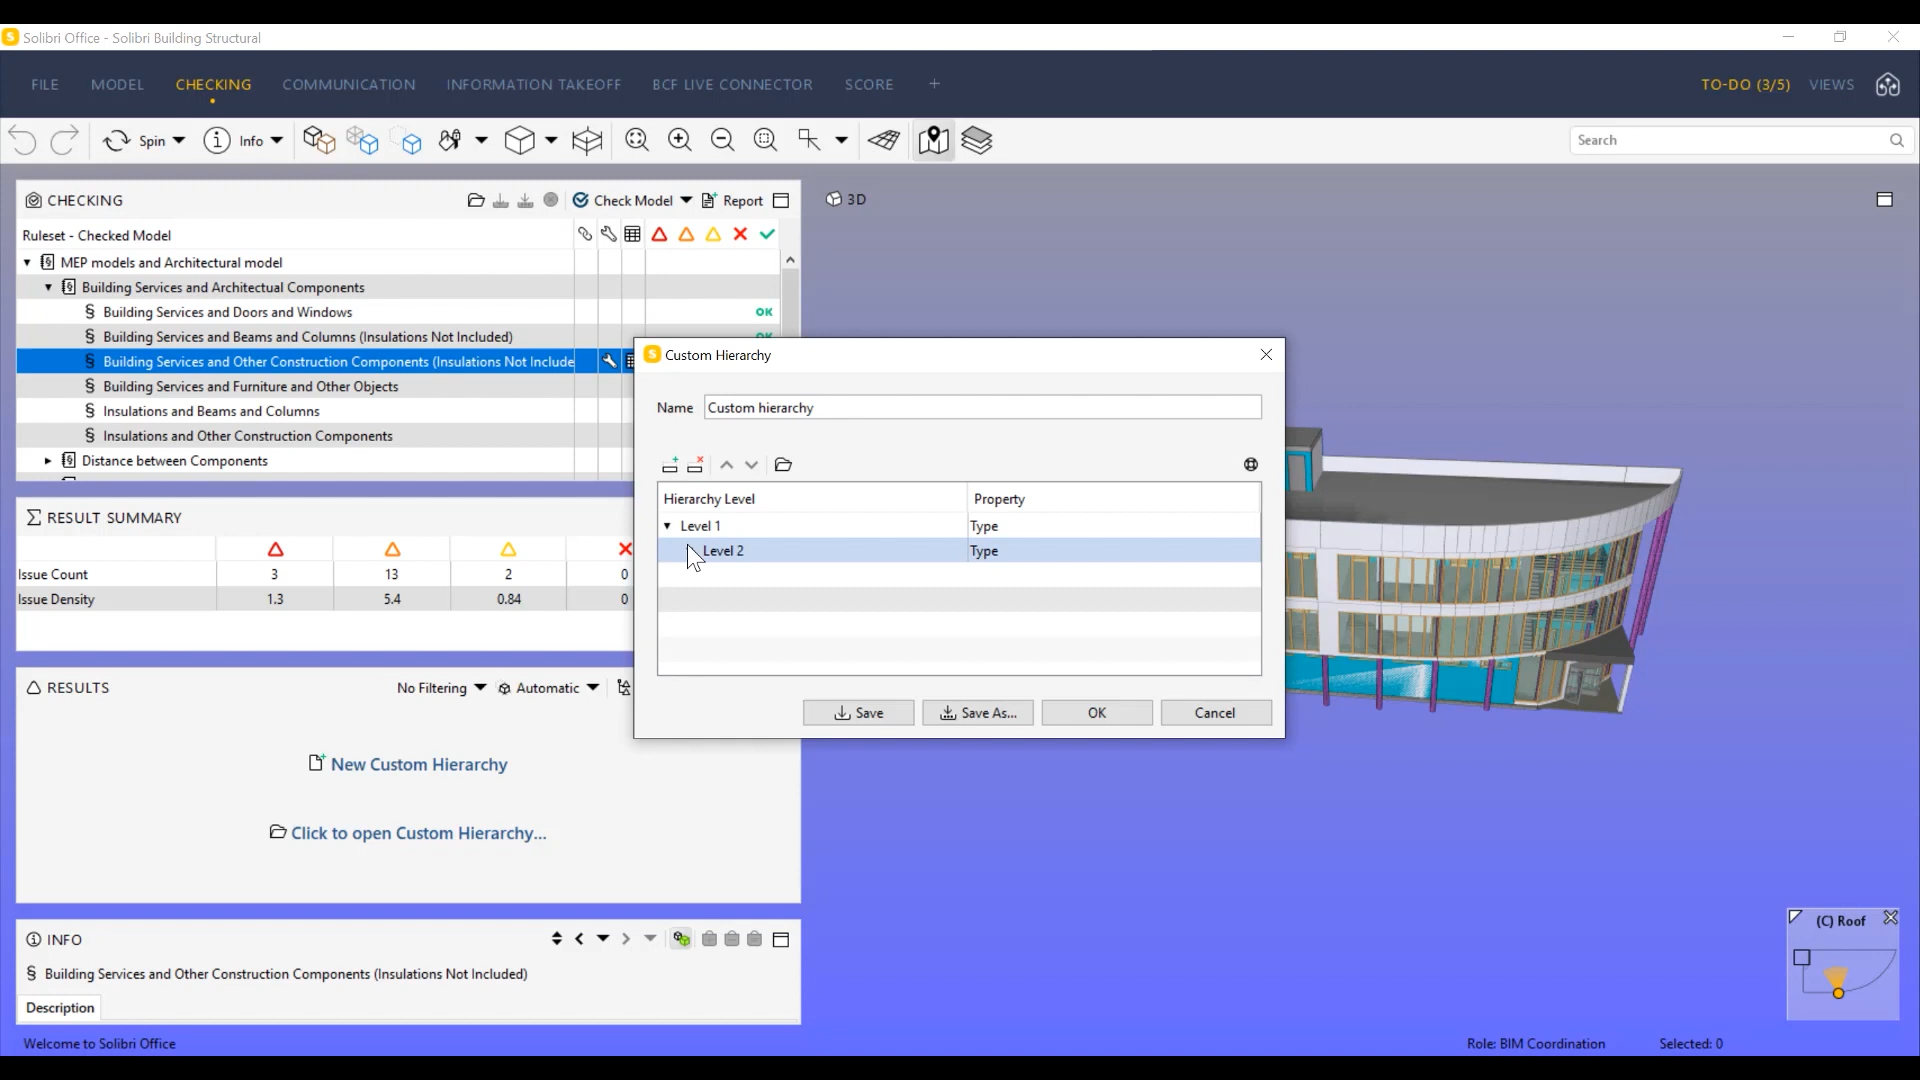 Solibri Office - Solibri Building Structural
FILE MODEL CHECKING COMMUNICATION INFORMATION TAKEOFF BCF LIVE CONNECTOR SCORE + TO-DO (3/5) VIEWS
Spin Info Search
CHECKING Check Model Report
3D
Ruleset - Checked Model
MEP models and Architectural model
§ Building Services and Architectual Components
§ Building Services and Doors and Windows OK
§ Building Services and Beams and Columns (Insulations Not Included) OK
§ Building Services and Other Construction Components (Insulations Not Include
§ Building Services and Furniture and Other Objects
§ Insulations and Beams and Columns
§ Insulations and Other Construction Components
Distance between Components
Custom Hierarchy
Name Custom hierarchy
Hierarchy Level Property
Level 1 Type
Level 2 Type
Save Save As... OK Cancel
RESULT SUMMARY
Issue Count 3 13 2 0
Issue Density 1.3 5.4 0.84 0
RESULTS No Filtering Automatic
New Custom Hierarchy
Click to open Custom Hierarchy...
(C) Roof
INFO
§ Building Services and Other Construction Components (Insulations Not Included)
Description
Welcome to Solibri Office Role: BIM Coordination Selected: 0